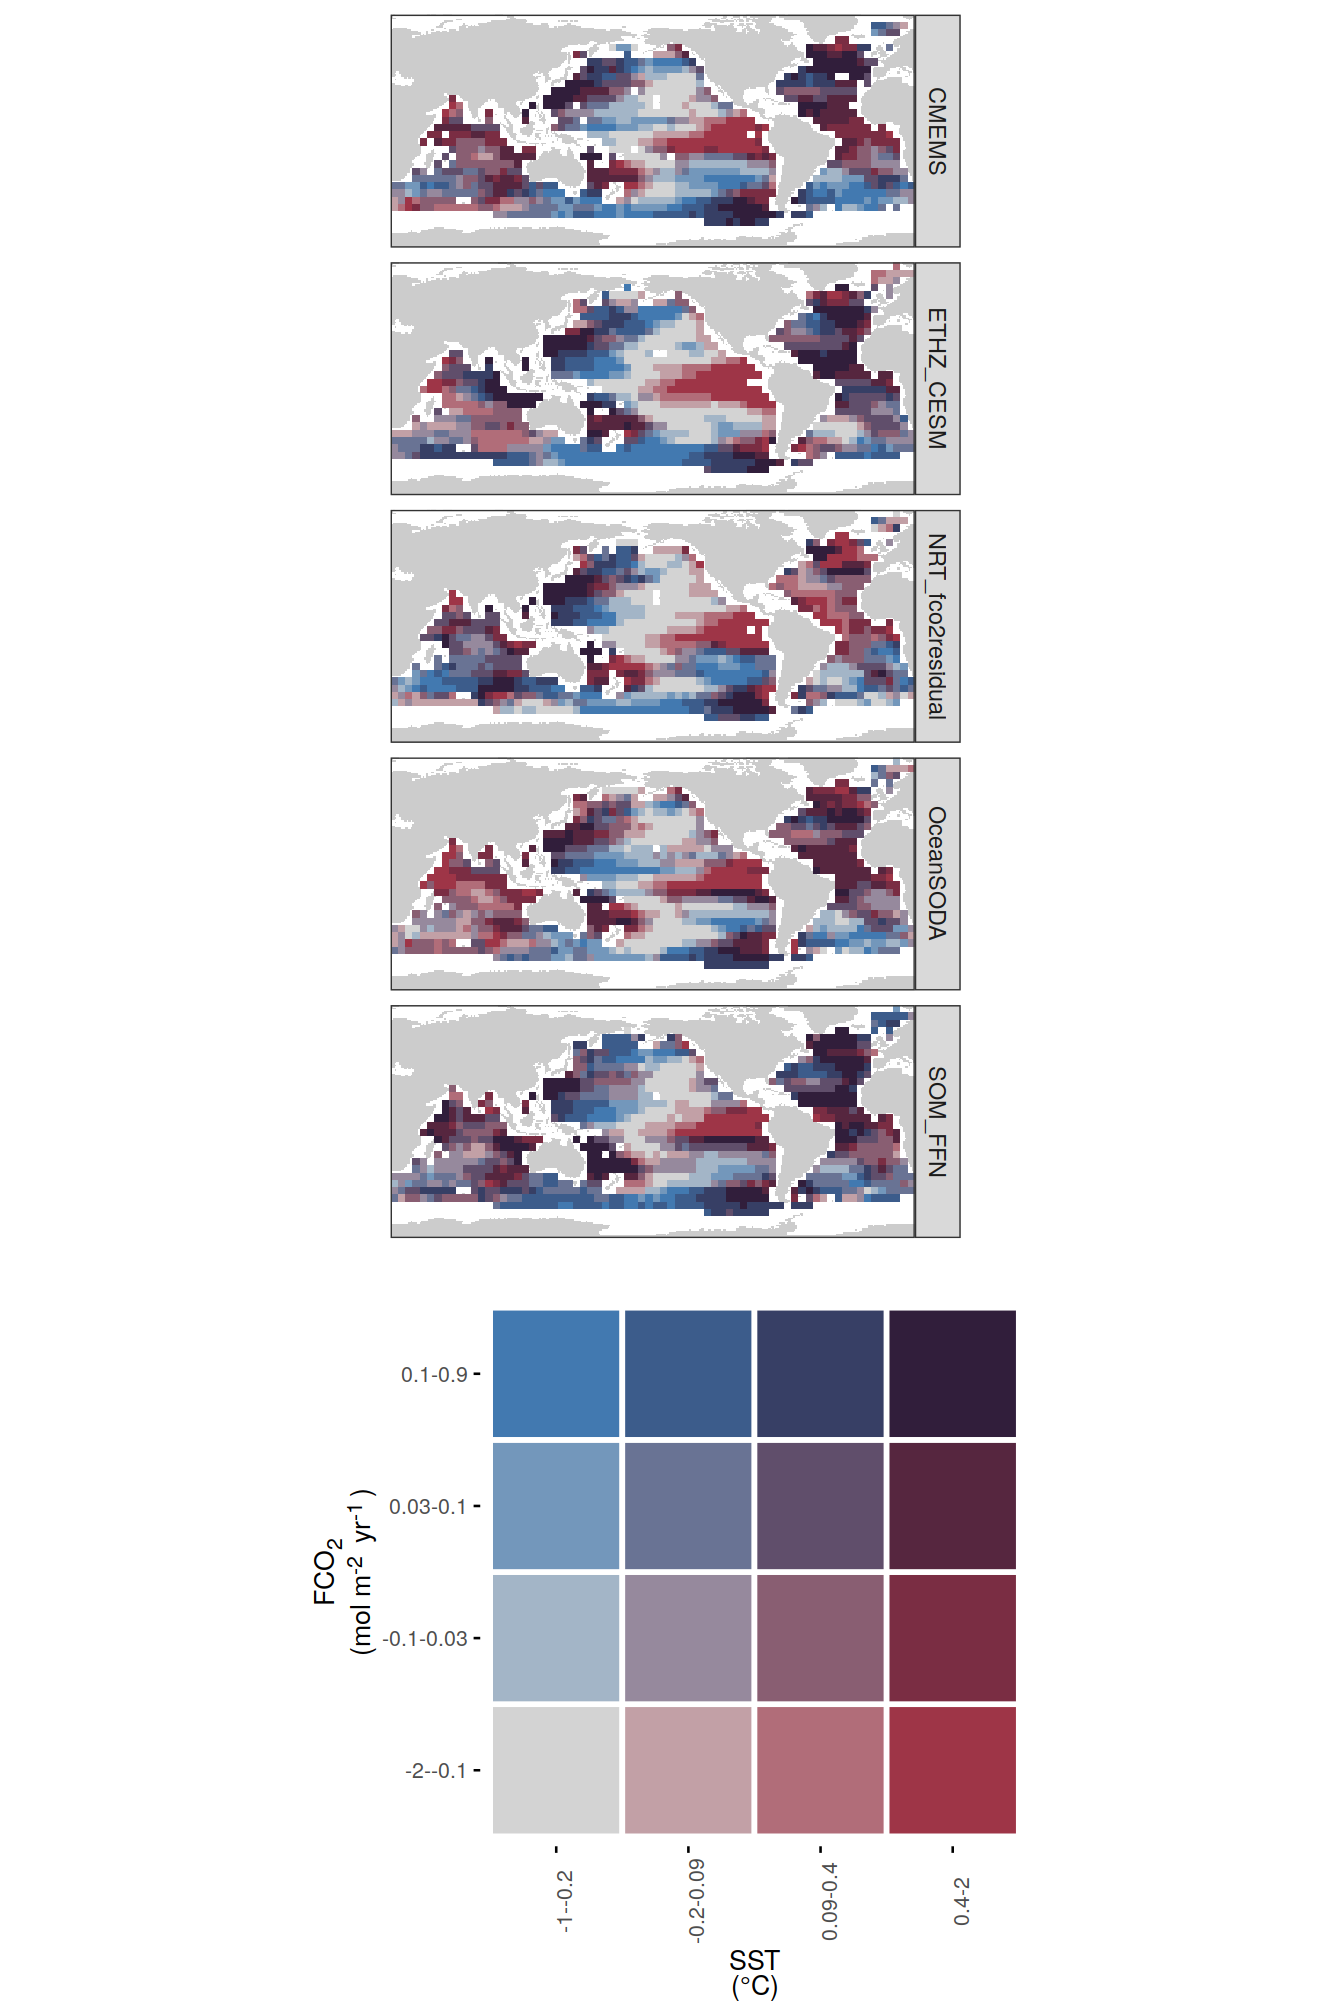 CMEMS
ETHZ_CESM
NRT_fco2residual
OceanSODA
SOM_FFN
FCO₂
(mol m⁻² yr⁻¹ )
0.1-0.9
0.03-0.1
-0.1-0.03
-2--0.1
-1--0.2
-0.2-0.09
0.09-0.4
0.4-2
SST
(°C)